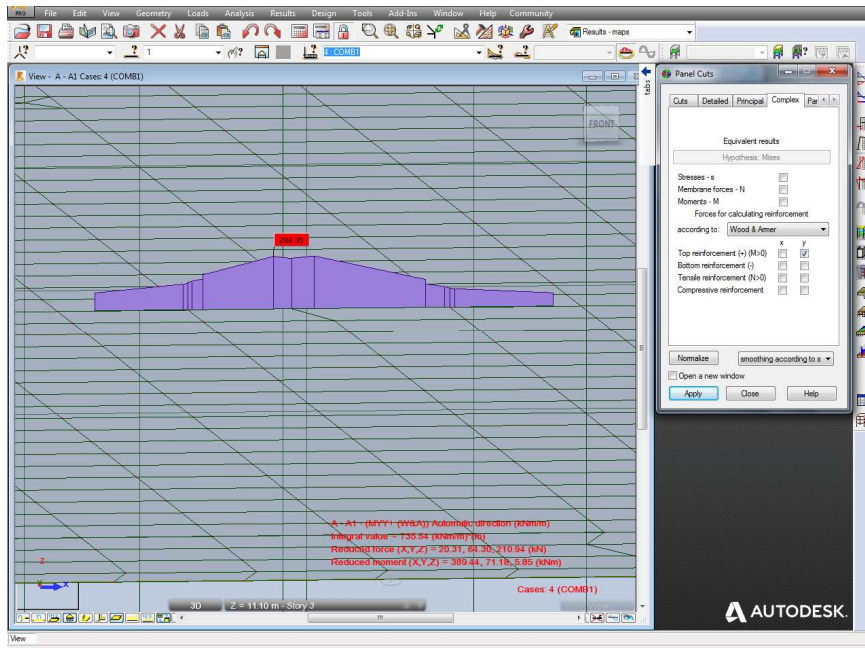 PRO File Edit View Geometry Loads Analysis Results Design Tools Add-Ins Window Help Community
Results - maps
1 4 : COMB1
View - A - A1 Cases: 4 (COMB1)
tabs
FRONT
Panel Cuts
Cuts Detailed Principal Complex Par
Equivalent results
Hypothesis: Mises
Stresses - s
Membrane forces - N
Moments - M
Forces for calculating reinforcement
according to: Wood & Armer
x y
Top reinforcement (+) (M>0)
Bottom reinforcement (-)
Tensile reinforcement (N>0)
Compressive reinforcement
Normalize smoothing according to s
Open a new window
Apply Close Help
A - A1 - (MYY+ (W&A)) Automatic direction (kNm/m)
Integral value = 735.54 (kNm/m)*(m)
Reduced force (X,Y,Z) = 20.31, 64.30, 210.94 (kN)
Reduced moment (X,Y,Z) = 389.44, 71.18, 5.85 (kNm)
Cases: 4 (COMB1)
Z
x
3D Z = 11.10 m - Story 3
AUTODESK.
View